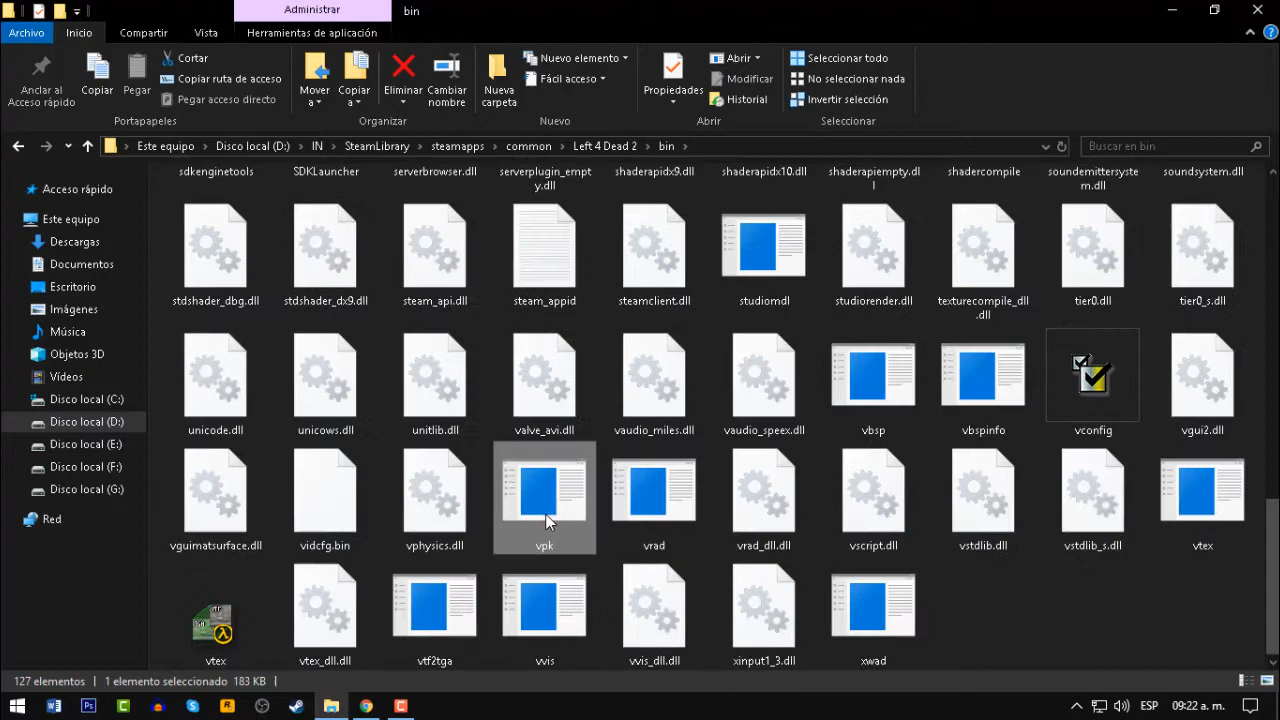 Administrar
bin
Archivo
Inicio
Compartir
Vista
Herramientas de aplicación
Anclar al
Acceso rápido
Copiar
Pegar
Cortar
Copiar ruta de acceso
Pegar acceso directo
Portapapeles
Mover
a
Copiar
a
Eliminar
Cambiar
nombre
Organizar
Nueva
carpeta
Nuevo elemento
Fácil acceso
Nuevo
Propiedades
Abrir
Modificar
Historial
Abrir
Seleccionar todo
No seleccionar nada
Invertir selección
Seleccionar
Este equipo
Disco local (D:)
IN
SteamLibrary
steamapps
common
Left 4 Dead 2
bin
Buscar en bin
Acceso rápido
Este equipo
Descargas
Documentos
Escritorio
Imágenes
Música
Objetos 3D
Vídeos
Disco local (C:)
Disco local (D:)
Disco local (E:)
Disco local (F:)
Disco local (G:)
Red
sdkenginetools
SDKLauncher
serverbrowser.dll
serverplugin_empt
y.dll
shaderapidx9.dll
shaderapidx10.dll
shaderapiempty.dl
l
shadercompile
soundemittersyste
m.dll
soundsystem.dll
stdshader_dbg.dll
stdshader_dx9.dll
steam_api.dll
steam_appid
steamclient.dll
studiomdl
studiorender.dll
texturecompile_dll
.dll
tier0.dll
tier0_s.dll
unicode.dll
unicows.dll
unitlib.dll
valve_avi.dll
vaudio_miles.dll
vaudio_speex.dll
vbsp
vbspinfo
vconfig
vgui2.dll
vguimatsurface.dll
vidcfg.bin
vphysics.dll
vpk
vrad
vrad_dll.dll
vscript.dll
vstdlib.dll
vstdlib_s.dll
vtex
vtex
vtex_dll.dll
vtf2tga
vvis
vvis_dll.dll
xinput1_3.dll
xwad
127 elementos
1 elemento seleccionado 183 KB
ESP
09:22 a. m.